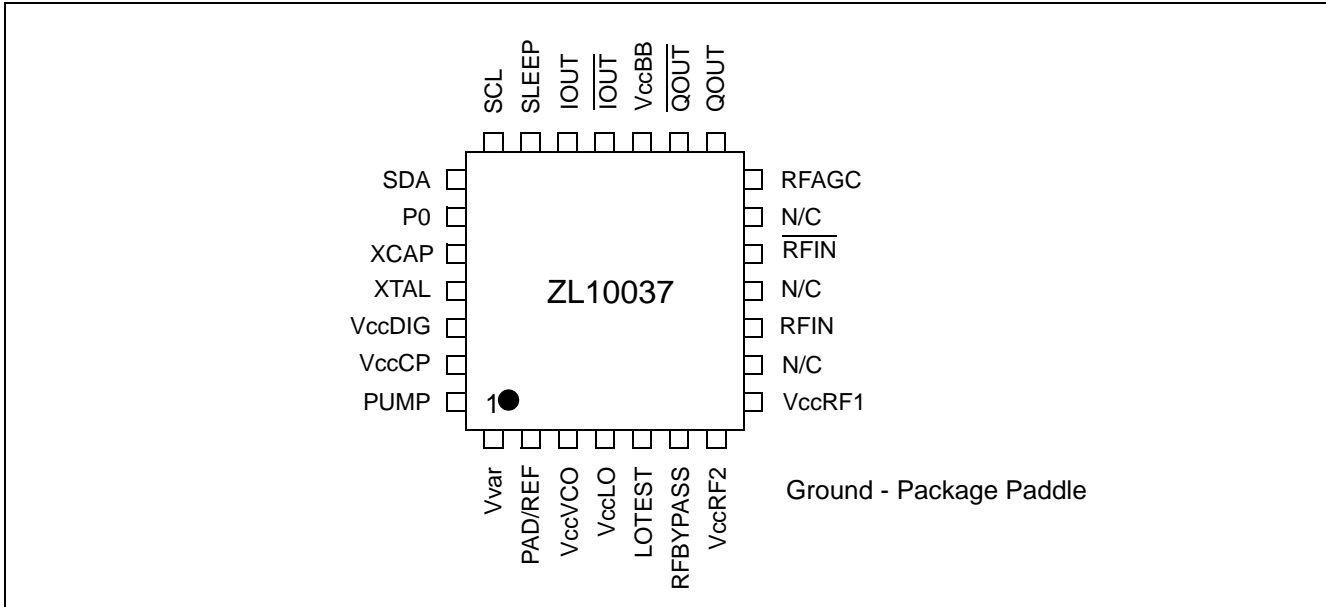 SCL
SLEEP
IOUT
IOUT
VccBB
QOUT
QOUT
SDA
P0
XCAP
XTAL
VccDIG
VccCP
PUMP
ZL10037
1
RFAGC
N/C
RFIN
N/C
RFIN
N/C
VccRF1
Vvar
PAD/REF
VccVCO
VccLO
LOTEST
RFBYPASS
VccRF2
Ground - Package Paddle